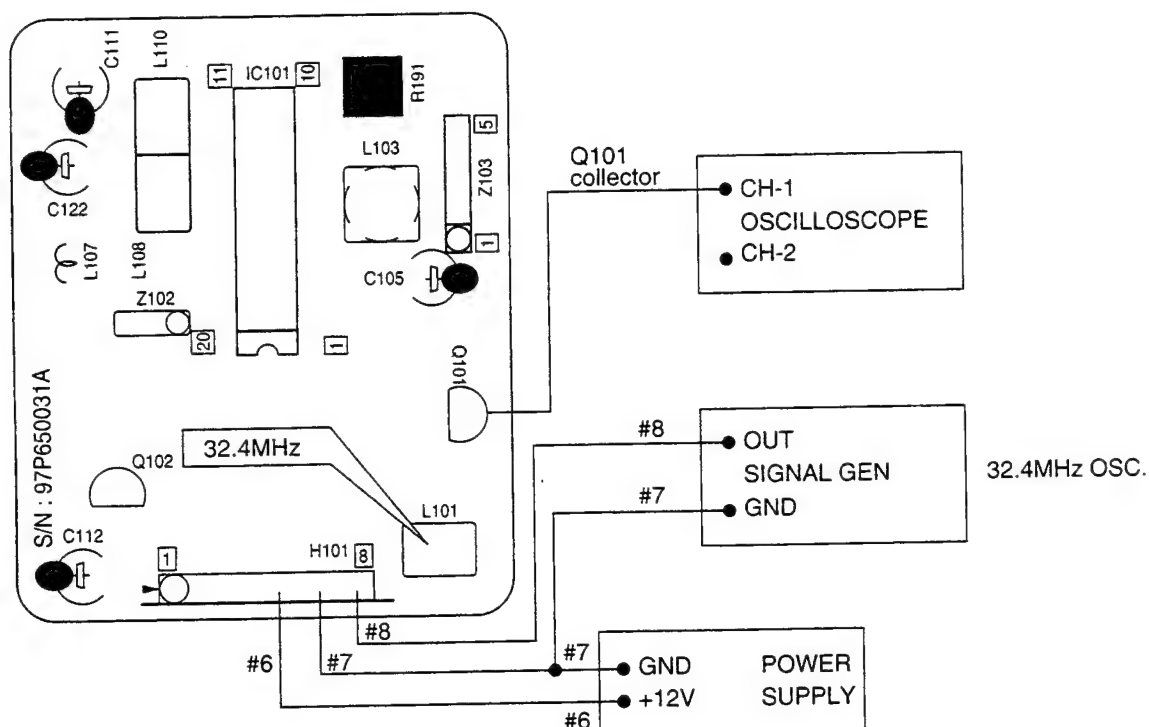 C111
L110
11
IC101
10
R191
5
Z103
1
L103
Q101
collector
CH-1
OSCILLOSCOPE
CH-2
C122
L107
L108
C105
Z102
20
1
Q101
S/N : 97P650031A
Q102
32.4MHz
#8
OUT
SIGNAL GEN
32.4MHz OSC.
#7
GND
L101
C112
1
H101
8
#8
#6
#7
#7
GND
POWER
+12V
SUPPLY
#6